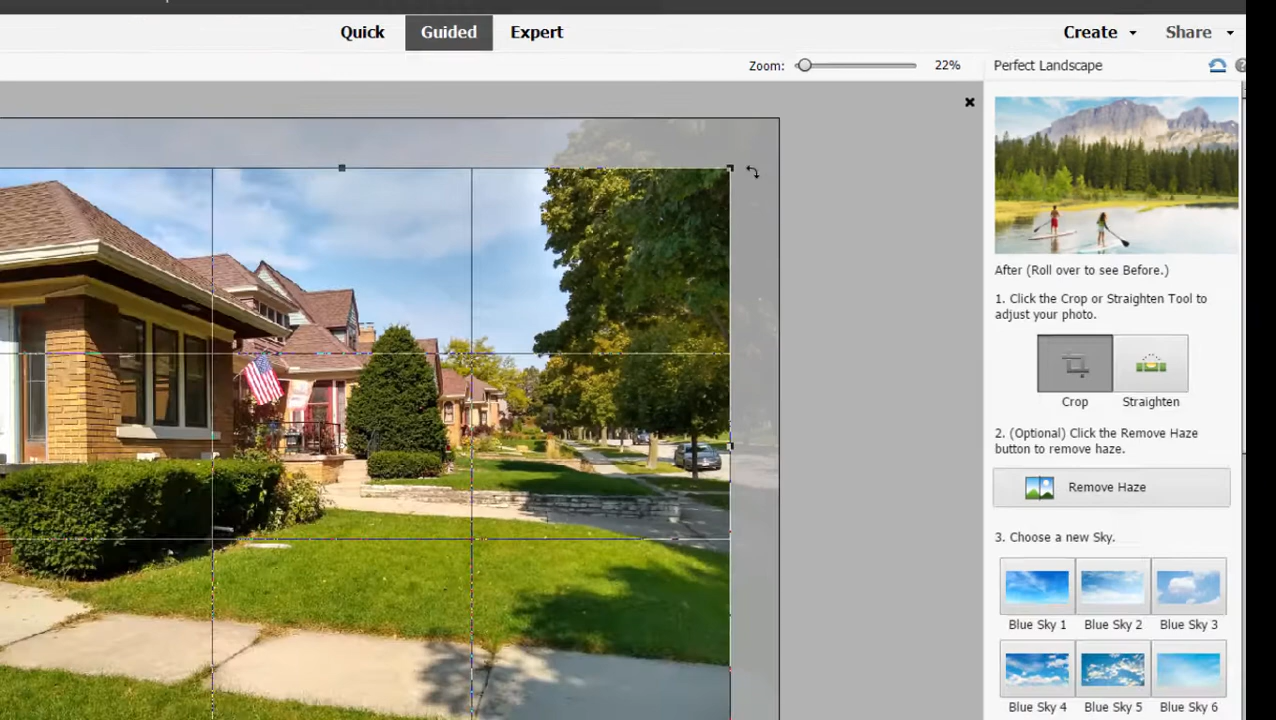 Quick Guided Expert Create Share
Zoom: 22% Perfect Landscape
After (Roll over to see Before.)
1. Click the Crop or Straighten Tool to
adjust your photo.
Crop Straighten
2. (Optional) Click the Remove Haze
button to remove haze.
Remove Haze
3. Choose a new Sky.
Blue Sky 1 Blue Sky 2 Blue Sky 3
Blue Sky 4 Blue Sky 5 Blue Sky 6